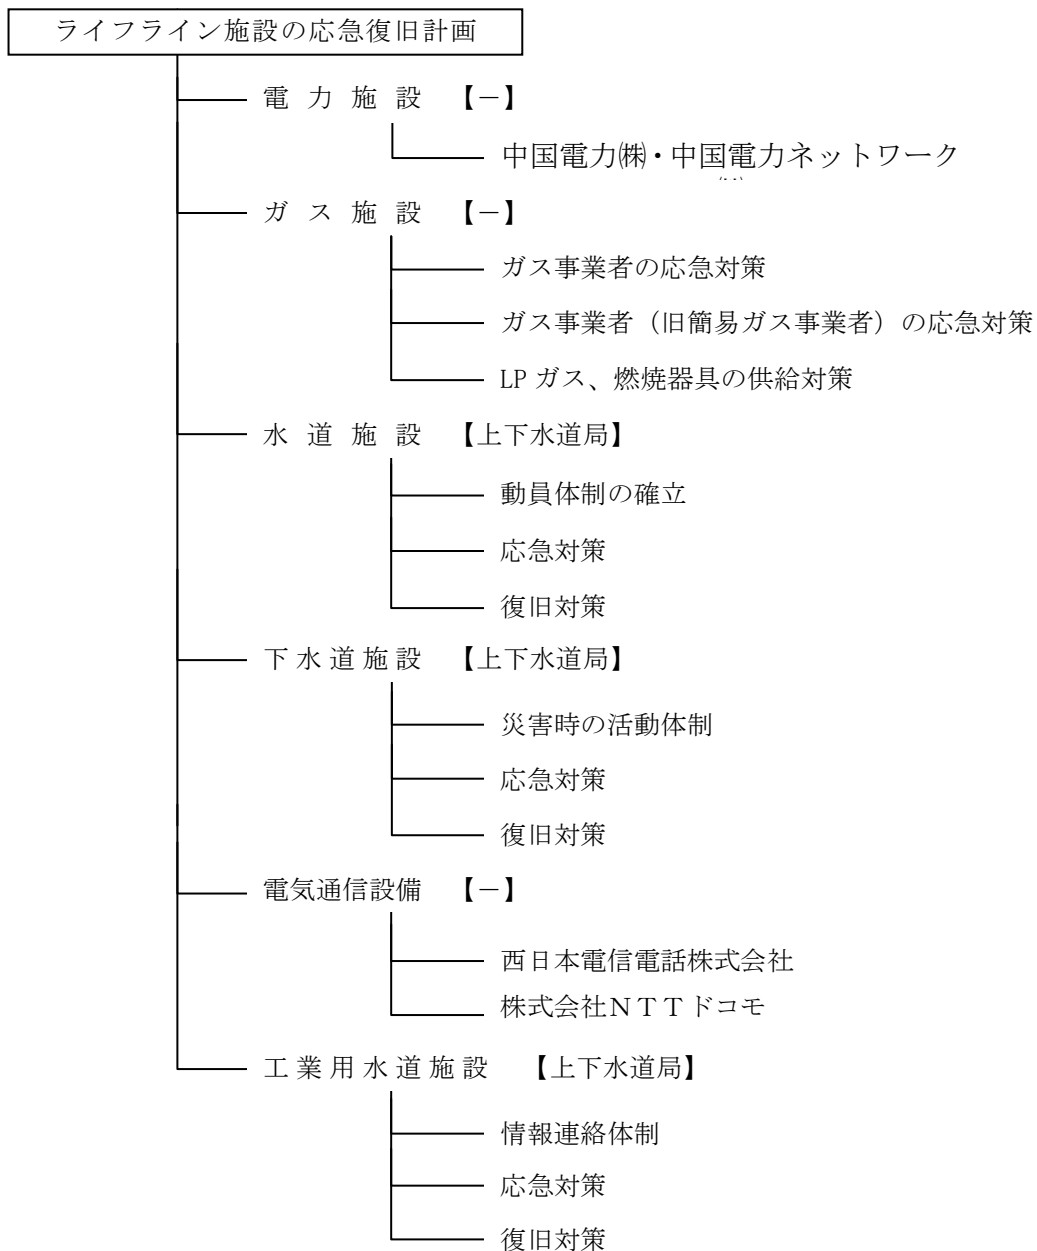 ライフライン施設の応急復旧計画
電力施設 【－】
中国電力㈱・中国電力ネットワーク
ガス施設 【－】
ガス事業者の応急対策
ガス事業者（旧簡易ガス事業者）の応急対策
LPガス、燃焼器具の供給対策
水道施設 【上下水道局】
動員体制の確立
応急対策
復旧対策
下水道施設 【上下水道局】
災害時の活動体制
応急対策
復旧対策
電気通信設備 【－】
西日本電信電話株式会社
株式会社ＮＴＴドコモ
工業用水道施設 【上下水道局】
情報連絡体制
応急対策
復旧対策